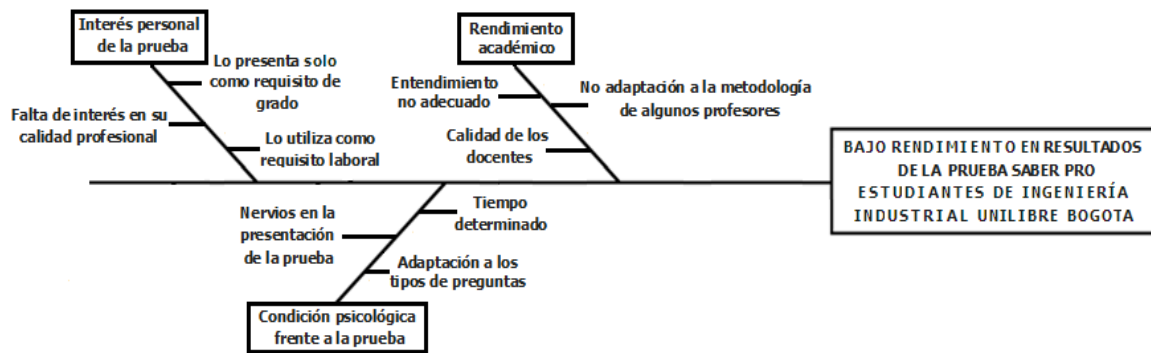 Interés personal
de la prueba
Lo presenta solo
como requisito de
grado
Falta de interés en su
calidad profesional
Lo utiliza como
requisito laboral
Rendimiento
académico
Entendimiento
no adecuado
No adaptación a la metodología
de algunos profesores
Calidad de los
docentes
BAJO RENDIMIENTO EN RESULTADOS
DE LA PRUEBA SABER PRO
ESTUDIANTES DE INGENIERÍA
INDUSTRIAL UNILIBRE BOGOTA
Tiempo
determinado
Nervios en la
presentación
de la prueba
Adaptación a los
tipos de preguntas
Condición psicológica
frente a la prueba